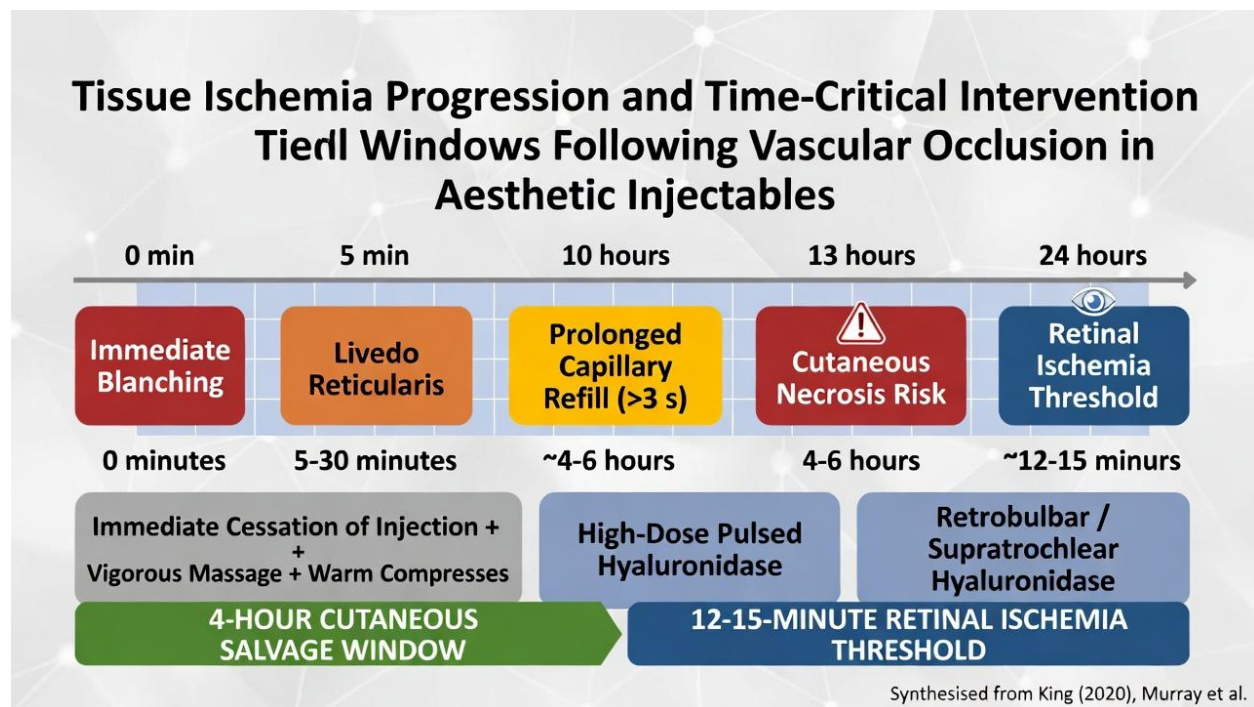 Tissue Ischemia Progression and Time-Critical Intervention
Windows Following Vascular Occlusion in
Aesthetic Injectables
0 min
5 min
10 hours
13 hours
24 hours
Immediate
Blanching
Livedo
Reticularis
Prolonged
Capillary
Refill (>3 s)
Cutaneous
Necrosis Risk
Retinal
Ischemia
Threshold
0 minutes
5-30 minutes
~4-6 hours
4-6 hours
~12-15 minurs
Immediate Cessation of Injection +
+
Vigorous Massage + Warm Compresses
High-Dose Pulsed
Hyaluronidase
Retrobulbar /
Supratrochlear
Hyaluronidase
4-HOUR CUTANEOUS
SALVAGE WINDOW
12-15-MINUTE RETINAL ISCHEMIA
THRESHOLD
Synthesised from King (2020), Murray et al.